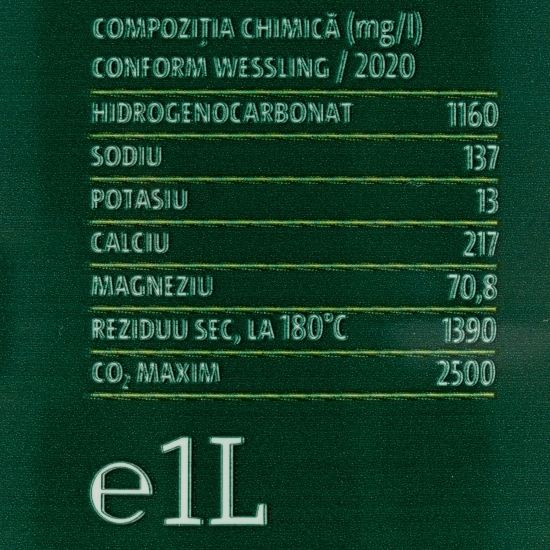 COMPOZIȚIA CHIMICĂ (mg/l)
CONFORM WESSLING / 2020
HIDROGENOCARBONAT 1160
SODIU 137
POTASIU 13
CALCIU 217
MAGNEZIU 70,8
REZIDUU SEC, LA 180°C 1390
CO₂ MAXIM 2500
e1L